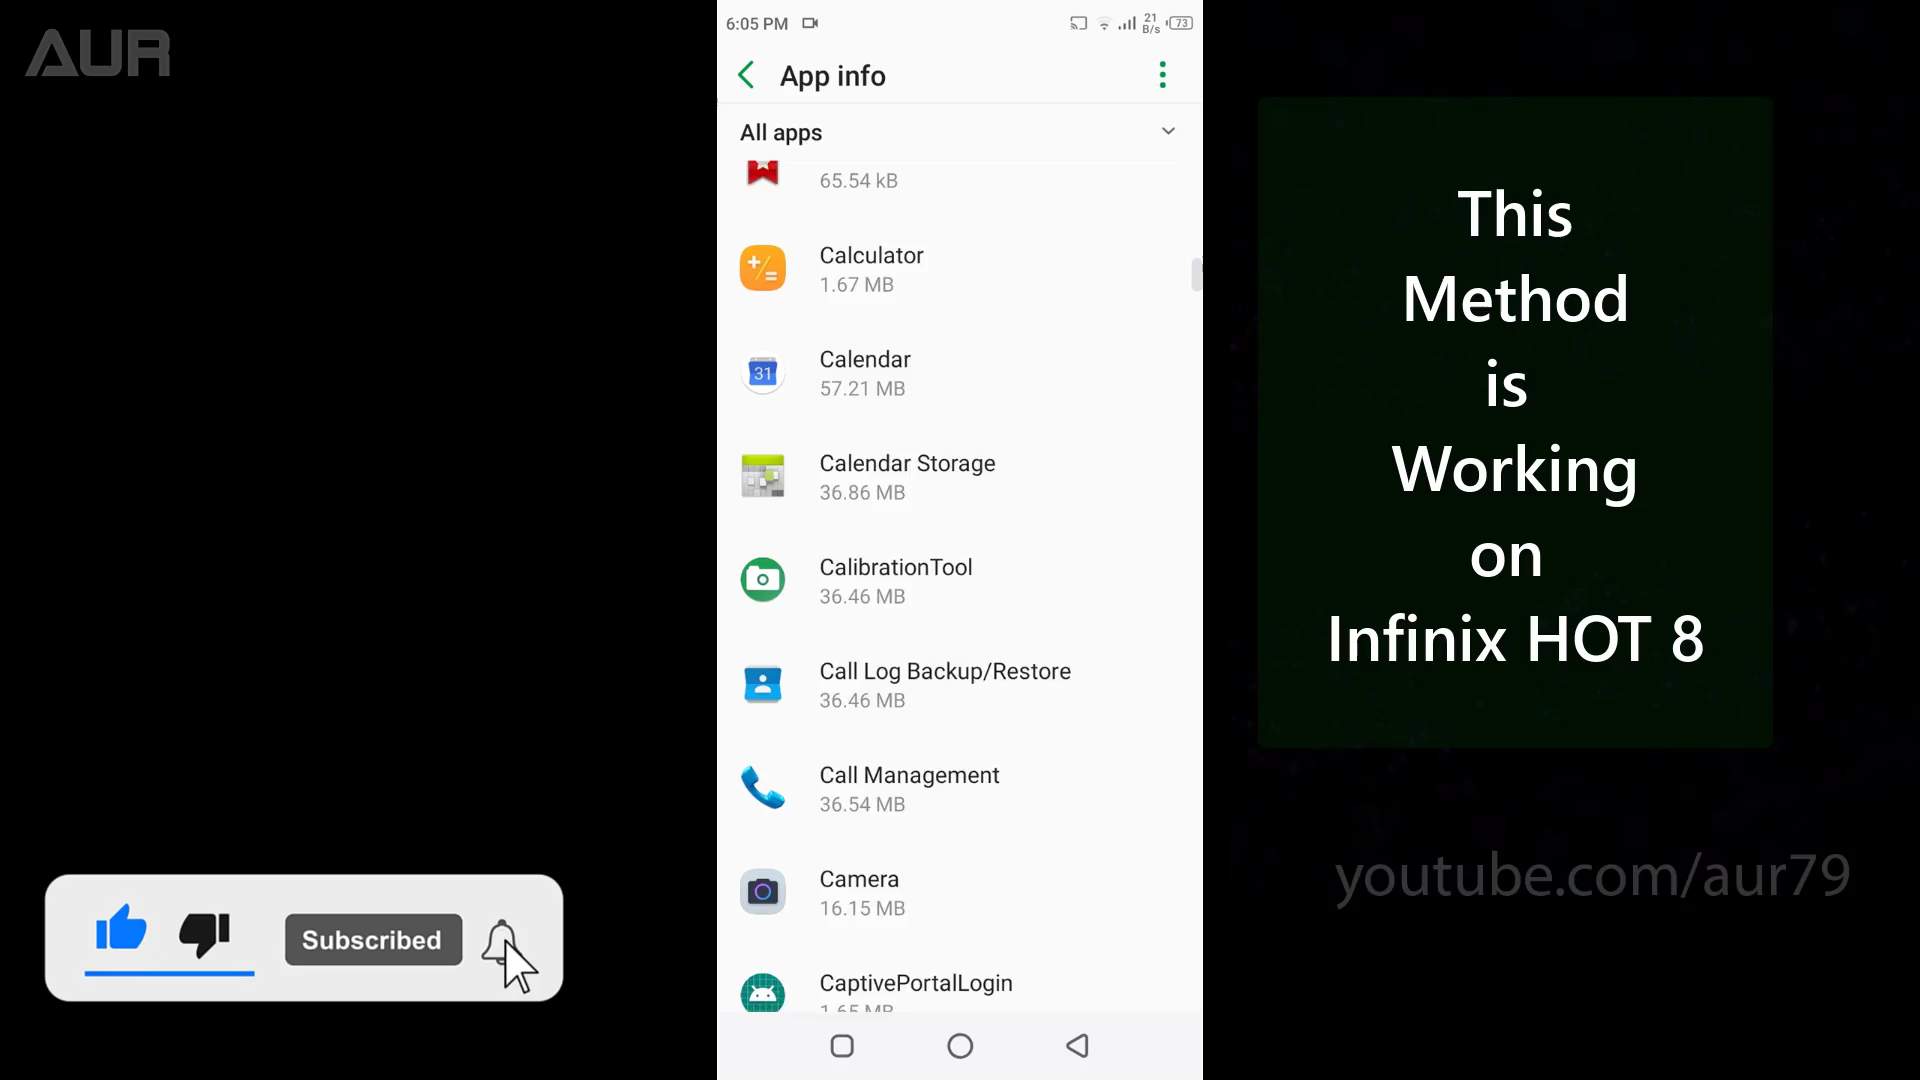 AUR
6:05 PM
21
B/s
73
App info
All apps
65.54 kB
Calculator
1.67 MB
31
Calendar
57.21 MB
Calendar Storage
36.86 MB
CalibrationTool
36.46 MB
Call Log Backup/Restore
36.46 MB
Call Management
36.54 MB
Camera
16.15 MB
CaptivePortalLogin
1.65 MB
This
Method
is
Working
on
Infinix HOT 8
Subscribed
youtube.com/aur79